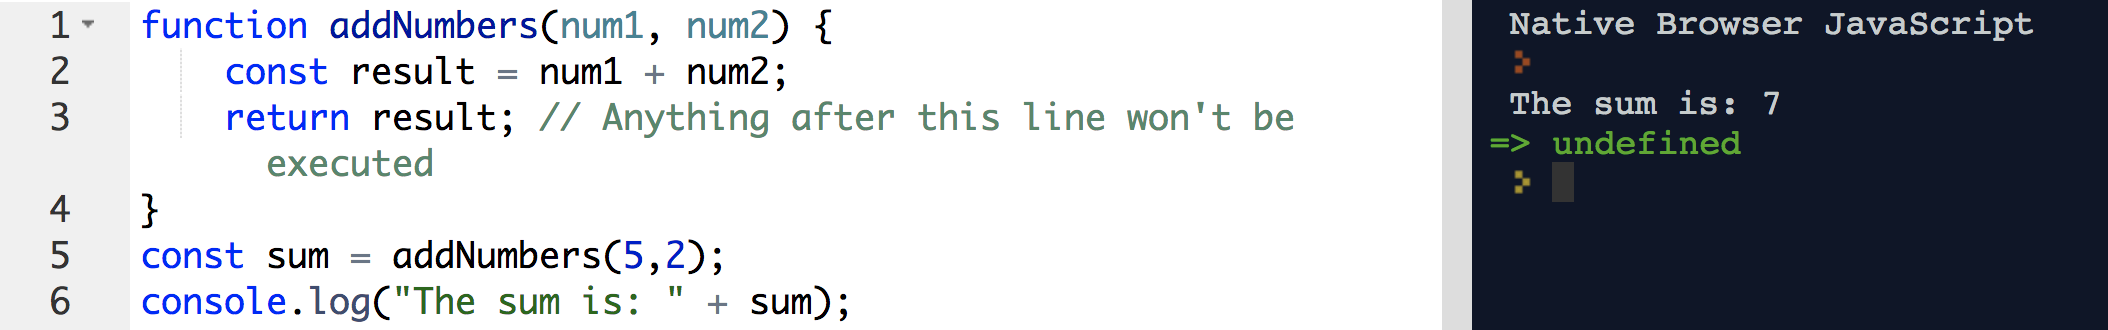 1 function addNumbers(num1, num2) {
2     const result = num1 + num2;
3     return result; // Anything after this line won't be
      executed
4 }
5 const sum = addNumbers(5,2);
6 console.log("The sum is: " + sum);
Native Browser JavaScript
>
The sum is: 7
=> undefined
>